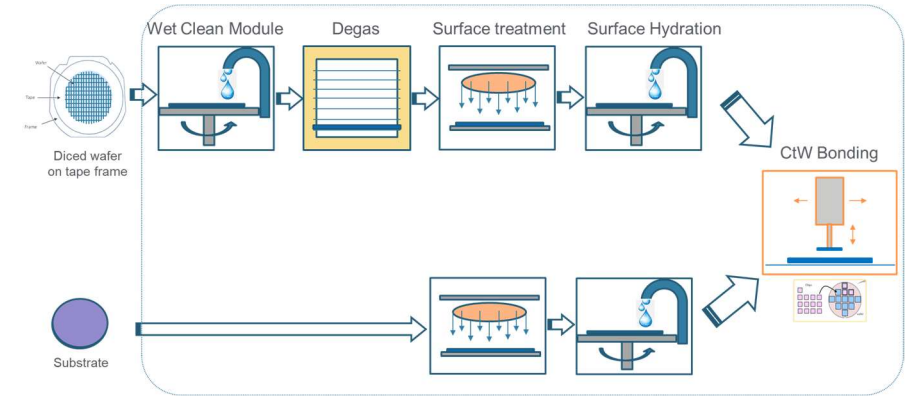 Wet Clean Module
Degas
Surface treatment
Surface Hydration
Wafer
Tape
Frame
Diced wafer
on tape frame
CtW Bonding
Substrate